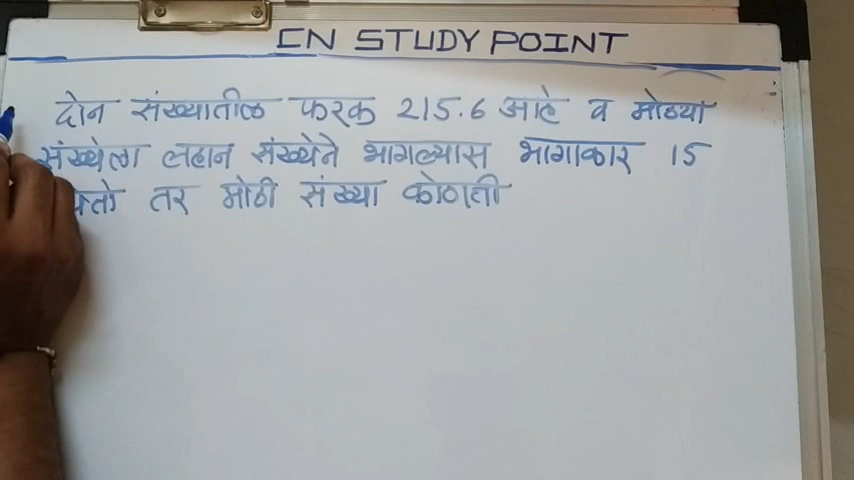 CN STUDY POINT
दोन संख्यातील फरक 215.6 आहे व मोठ्या
संख्येला लहान संख्येने भागल्यास भागाकार 15
तर मोठी संख्या कोणती